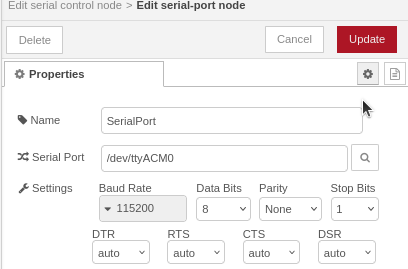 Edit serial control node > Edit serial-port node
Delete Cancel Update
Properties
Name SerialPort
Serial Port /dev/ttyACM0
Settings Baud Rate Data Bits Parity Stop Bits
115200 8 None 1
DTR RTS CTS DSR
auto auto auto auto